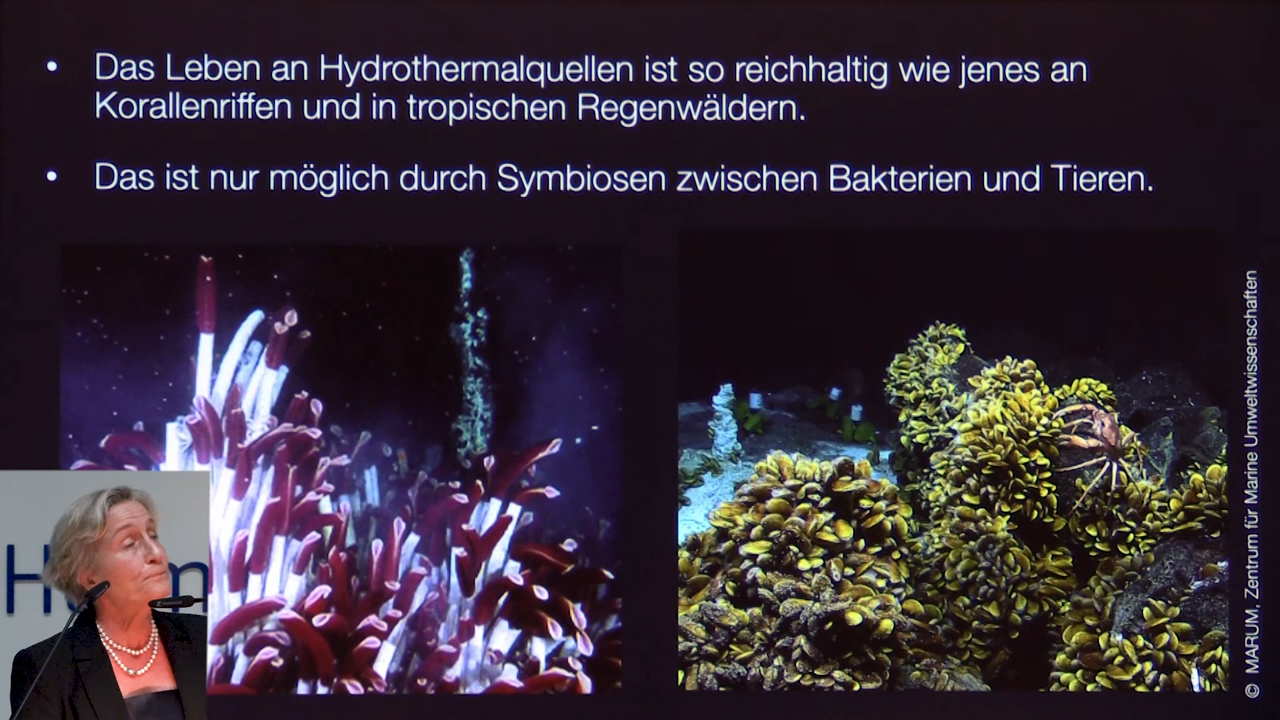 • Das Leben an Hydrothermalquellen ist so reichhaltig wie jenes an
Korallenriffen und in tropischen Regenwäldern.
• Das ist nur möglich durch Symbiosen zwischen Bakterien und Tieren.
© MARUM, Zentrum für Marine Umweltwissenschaften